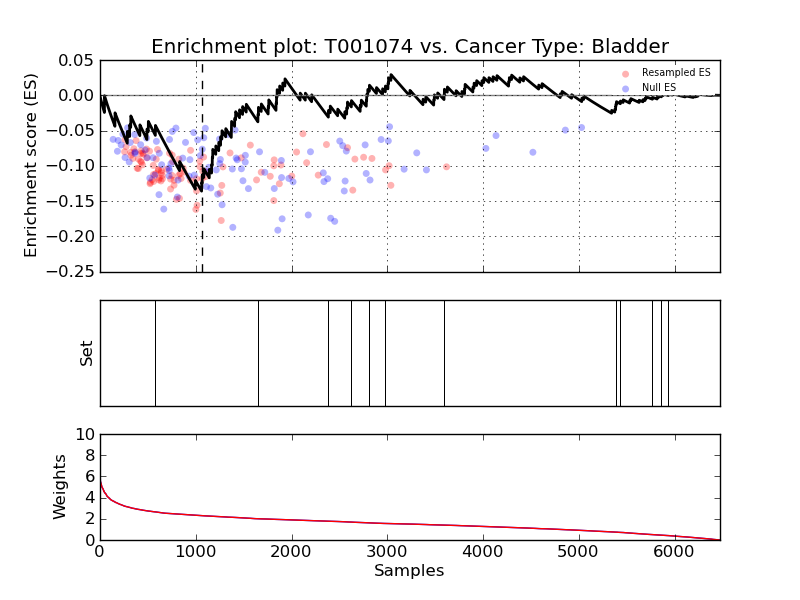 Enrichment plot: T001074 vs. Cancer Type: Bladder
Enrichment score (ES)
0.05
0.00
−0.05
−0.10
−0.15
−0.20
−0.25
Resampled ES
Null ES
Set
Weights
10
8
6
4
2
0
0 1000 2000 3000 4000 5000 6000
Samples